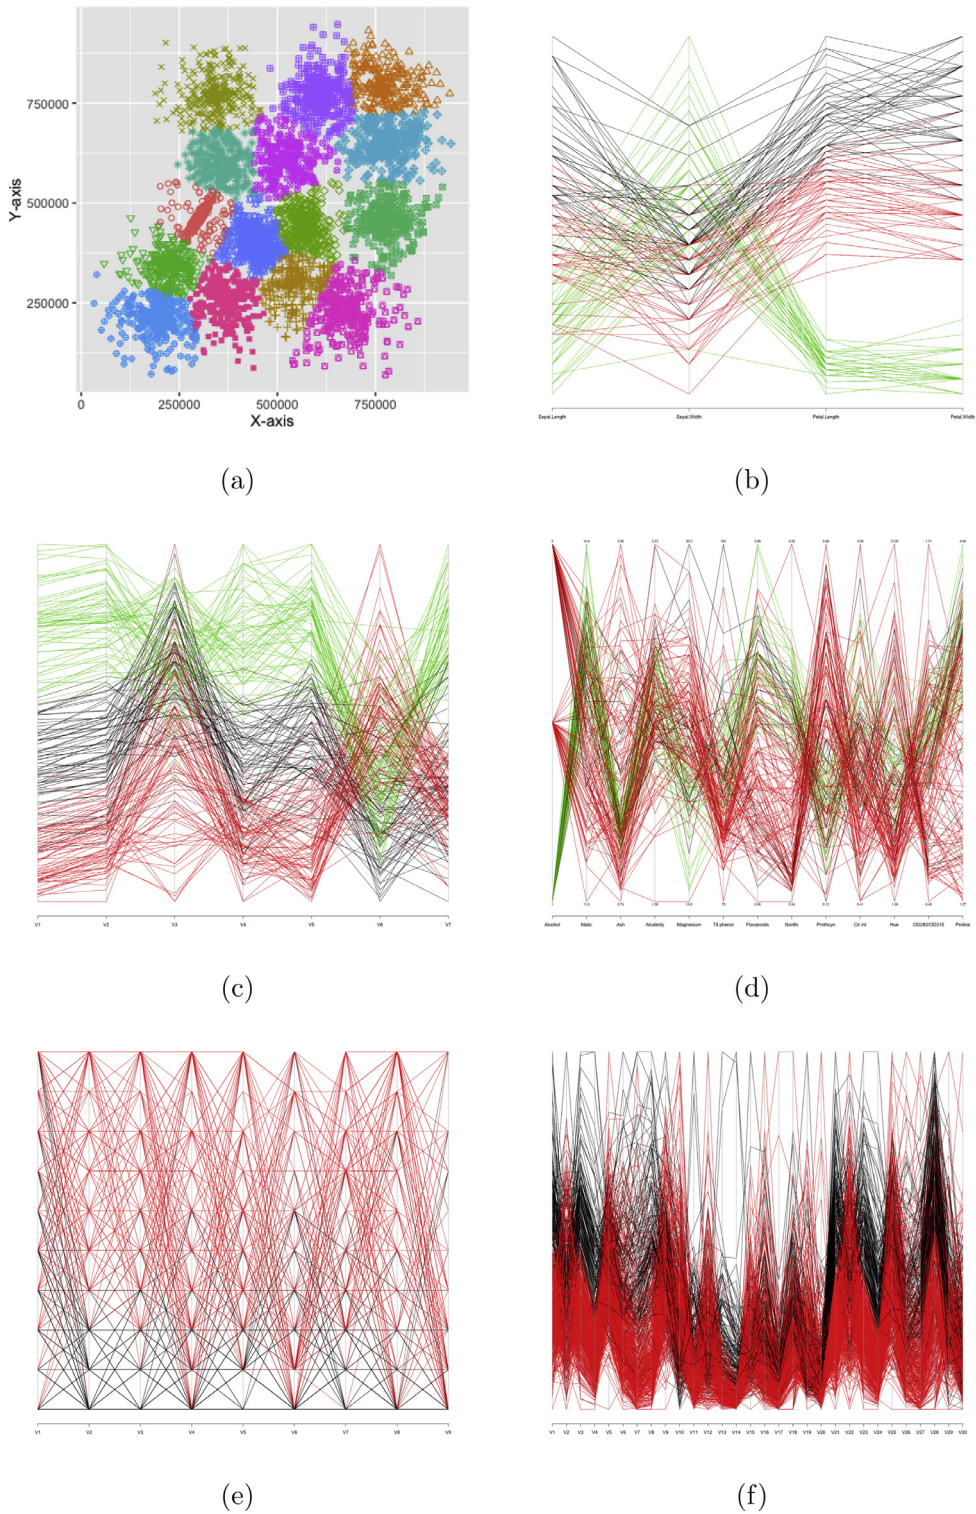 Y-axis
750000
500000
250000
0 250000 500000 750000
X-axis
(a)
Sepal.Length Sepal.Width Petal.Length Petal.Width
(b)
V1 V2 V3 V4 V5 V6 V7
(c)
Alcohol Malic Ash Alcalinity Magnesium Ttl phenol Flavanoids Nonflv Prnthcyn Clr int Hue OD280/OD315 Proline
(d)
V1 V2 V3 V4 V5 V6 V7 V8 V9
(e)
V1 V2 V3 V4 V5 V6 V7 V8 V9 V10 V11 V12 V13 V14 V15 V16 V17 V18 V19 V20 V21 V22 V23 V24 V25 V26 V27 V28 V29 V30
(f)